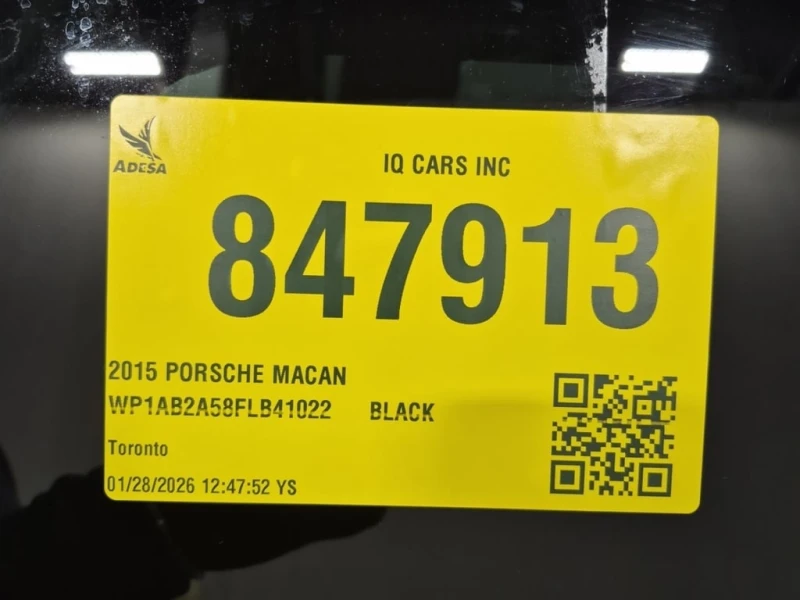 ADESA
IQ CARS INC
847913
2015 PORSCHE MACAN
WP1AB2A58FLB41022 BLACK
Toronto
01/28/2026 12:47:52 YS